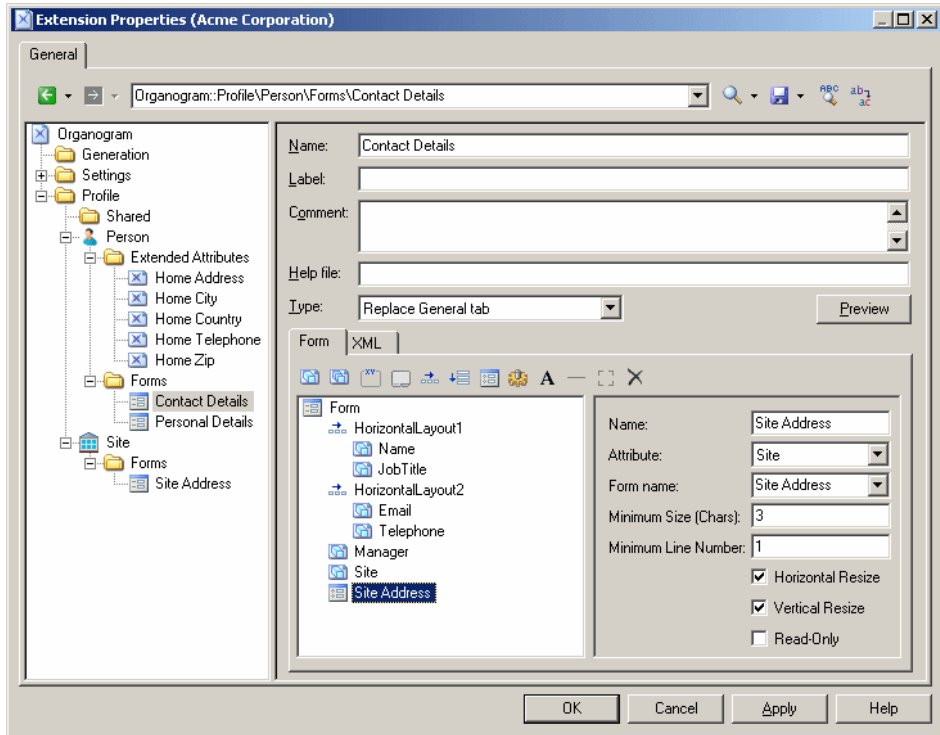 Extension Properties (Acme Corporation)
General
Organogram::Profile\Person\Forms\Contact Details
ABC
ab
ac
Organogram
Generation
Settings
Profile
Shared
Person
Extended Attributes
Home Address
Home City
Home Country
Home Telephone
Home Zip
Forms
Contact Details
Personal Details
Site
Forms
Site Address
Name: Contact Details
Label:
Comment:
Help file:
Type: Replace General tab
Preview
Form XML
A
Form
HorizontalLayout1
Name
JobTitle
HorizontalLayout2
Email
Telephone
Manager
Site
Site Address
Name: Site Address
Attribute: Site
Form name: Site Address
Minimum Size (Chars): 3
Minimum Line Number: 1
Horizontal Resize
Vertical Resize
Read-Only
OK Cancel Apply Help